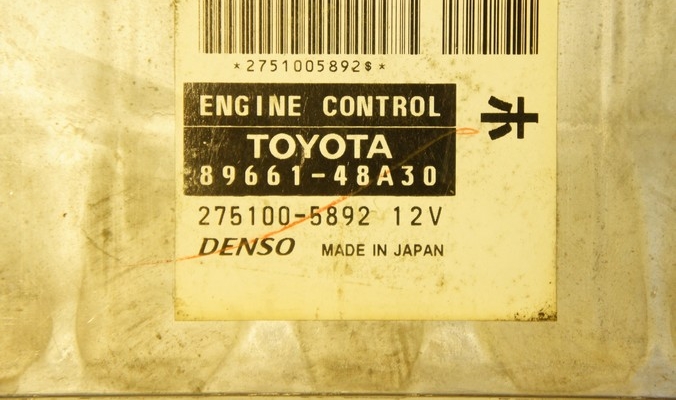 *2751005892$*
ENGINE CONTROL
TOYOTA
89661-48A30
275100-5892 12V
DENSO MADE IN JAPAN